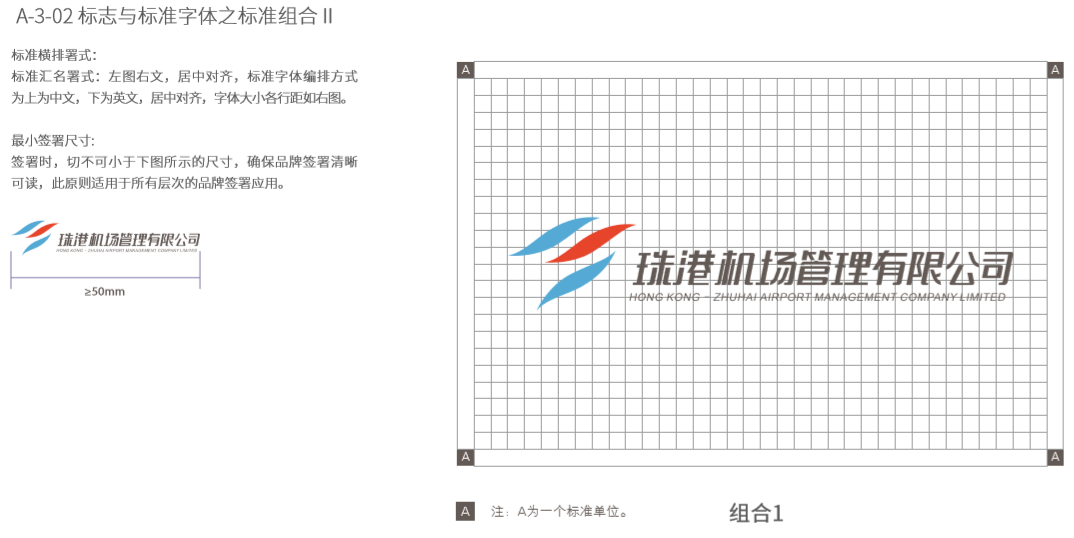 A-3-02 标志与标准字体之标准组合 II
标准横排署式：
标准汇名署式：左图右文，居中对齐，标准字体编排方式
为上为中文，下为英文，居中对齐，字体大小各行距如右图。
最小签署尺寸：
签署时，切不可小于下图所示的尺寸，确保品牌签署清晰
可读，此原则适用于所有层次的品牌签署应用。
珠港机场管理有限公司
HONG KONG - ZHUHAI AIRPORT MANAGEMENT COMPANY LIMITED
≥50mm
A
A
珠港机场管理有限公司
HONG KONG - ZHUHAI AIRPORT MANAGEMENT COMPANY LIMITED
A
A
A 注：A为一个标准单位。
组合1